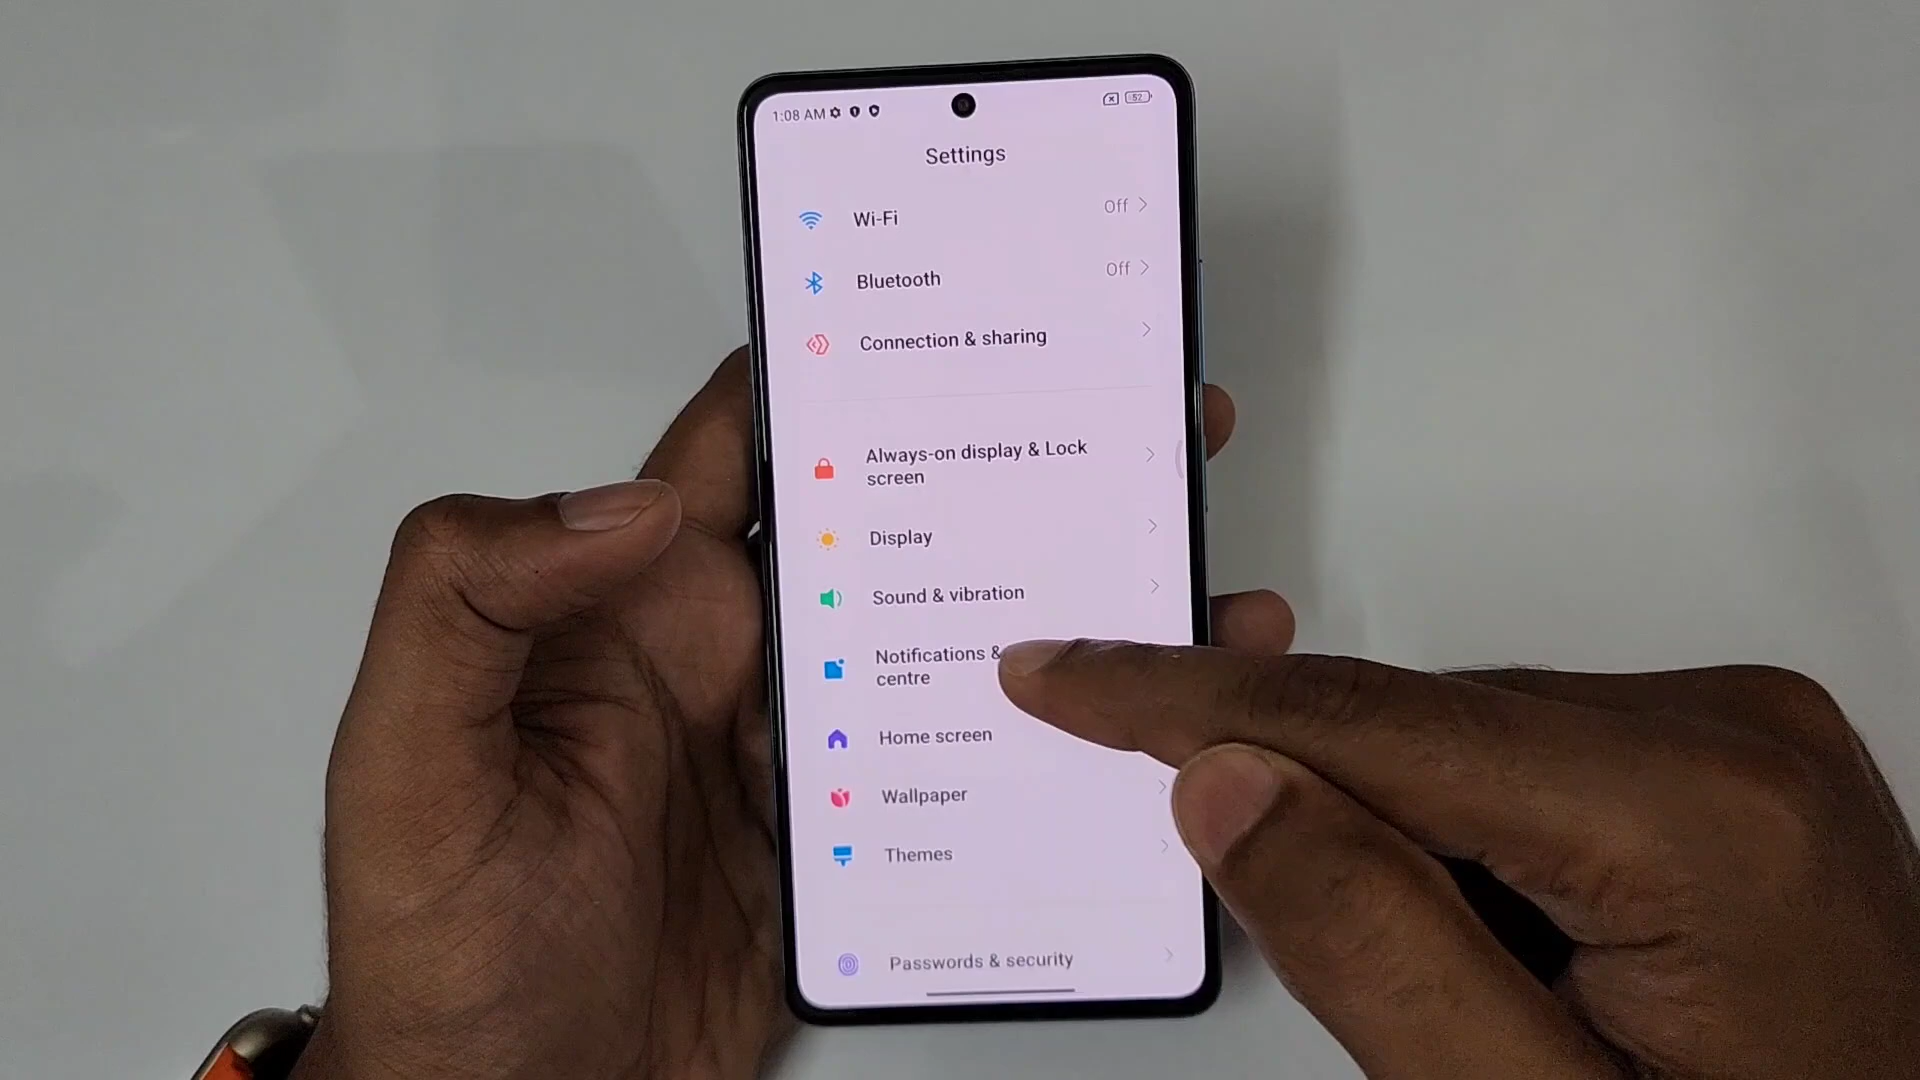 1:08 AM
52
Settings
Wi-Fi
Off
Bluetooth
Off
Connection & sharing
Always-on display & Lock
screen
Display
Sound & vibration
Notifications &
centre
Home screen
Wallpaper
Themes
Passwords & security